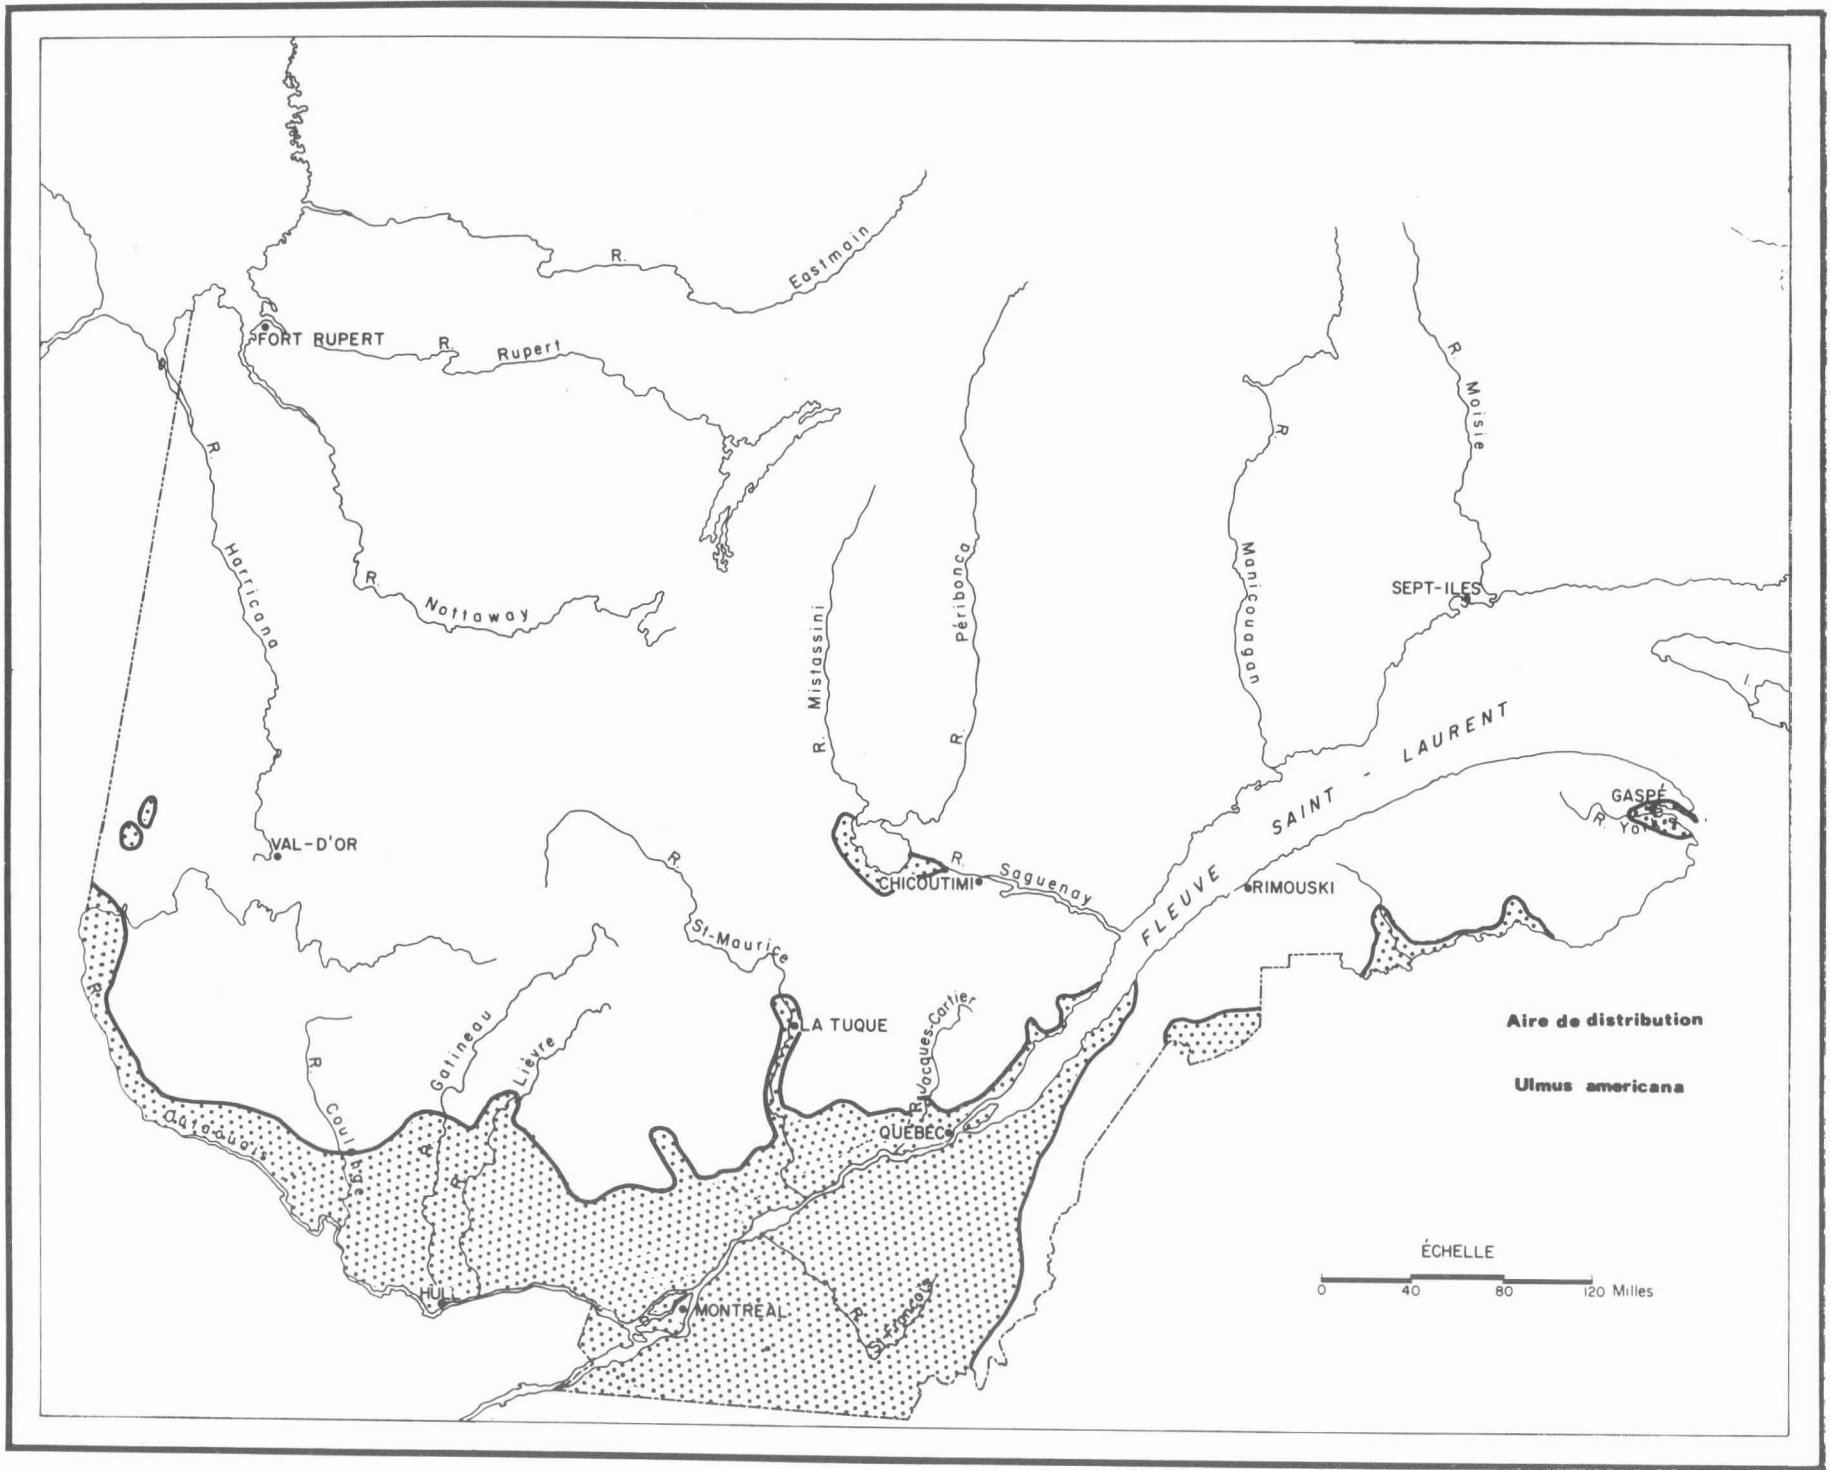 R. Eastmain
FORT RUPERT
R. Rupert
R. Moisie
R. Manicouagan
R. Harricana
R. Nottaway
R. Mistassini
R. Péribonca
SEPT-ILES
I.
FLEUVE SAINT - LAURENT
GASPÉ
R. York
VAL-D'OR
CHICOUTIMI
R. Saguenay
RIMOUSKI
R. St-Maurice
LA TUQUE
R. Jacques-Cartier
R. Gatineau
R. Lièvre
R. Coulonge
R. Outaouais
QUÉBEC
HULL
MONTRÉAL
R. St-François
Aire de distribution
Ulmus americana
ÉCHELLE
0 40 80 120 Milles